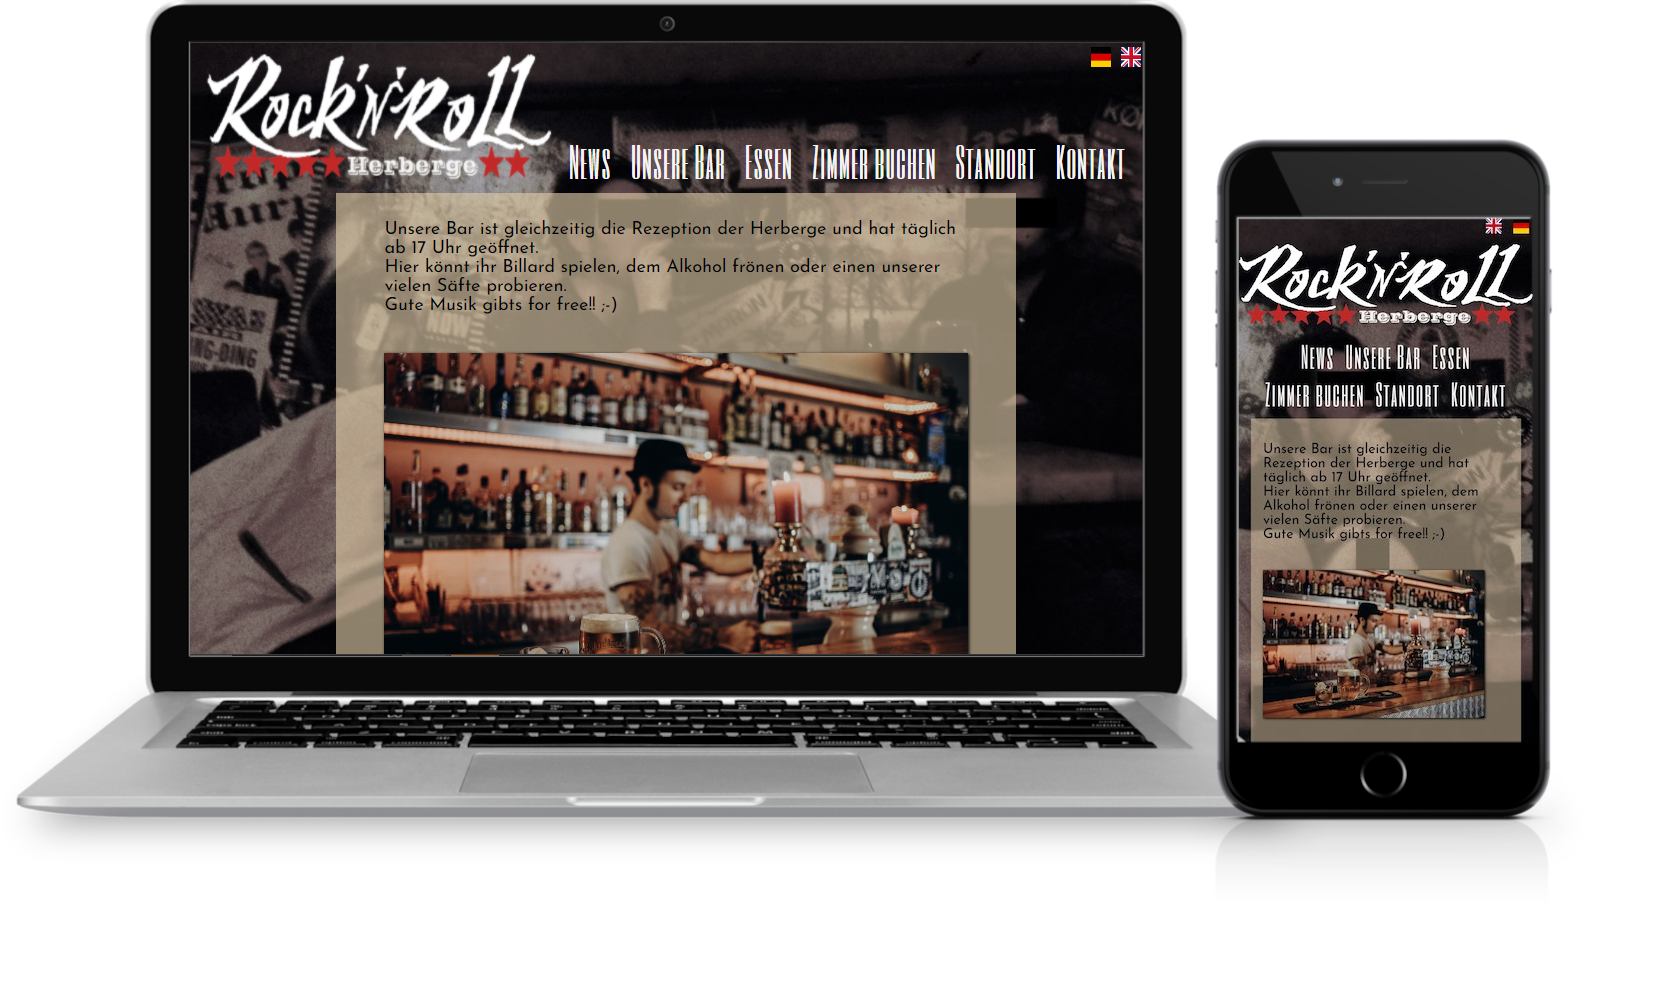 Rock'n'Roll
Herberge
News Unsere Bar Essen Zimmer buchen Standort Kontakt
Unsere Bar ist gleichzeitig die Rezeption der Herberge und hat täglich
ab 17 Uhr geöffnet.
Hier könnt ihr Billard spielen, dem Alkohol frönen oder einen unserer
vielen Säfte probieren.
Gute Musik gibts for free!! ;-)
Rock'n'Roll
Herberge
News Unsere Bar Essen
Zimmer buchen Standort Kontakt
Unsere Bar ist gleichzeitig die
Rezeption der Herberge und hat
täglich ab 17 Uhr geöffnet.
Hier könnt ihr Billard spielen, dem
Alkohol frönen oder einen unserer
vielen Säfte probieren.
Gute Musik gibts for free!! ;-)